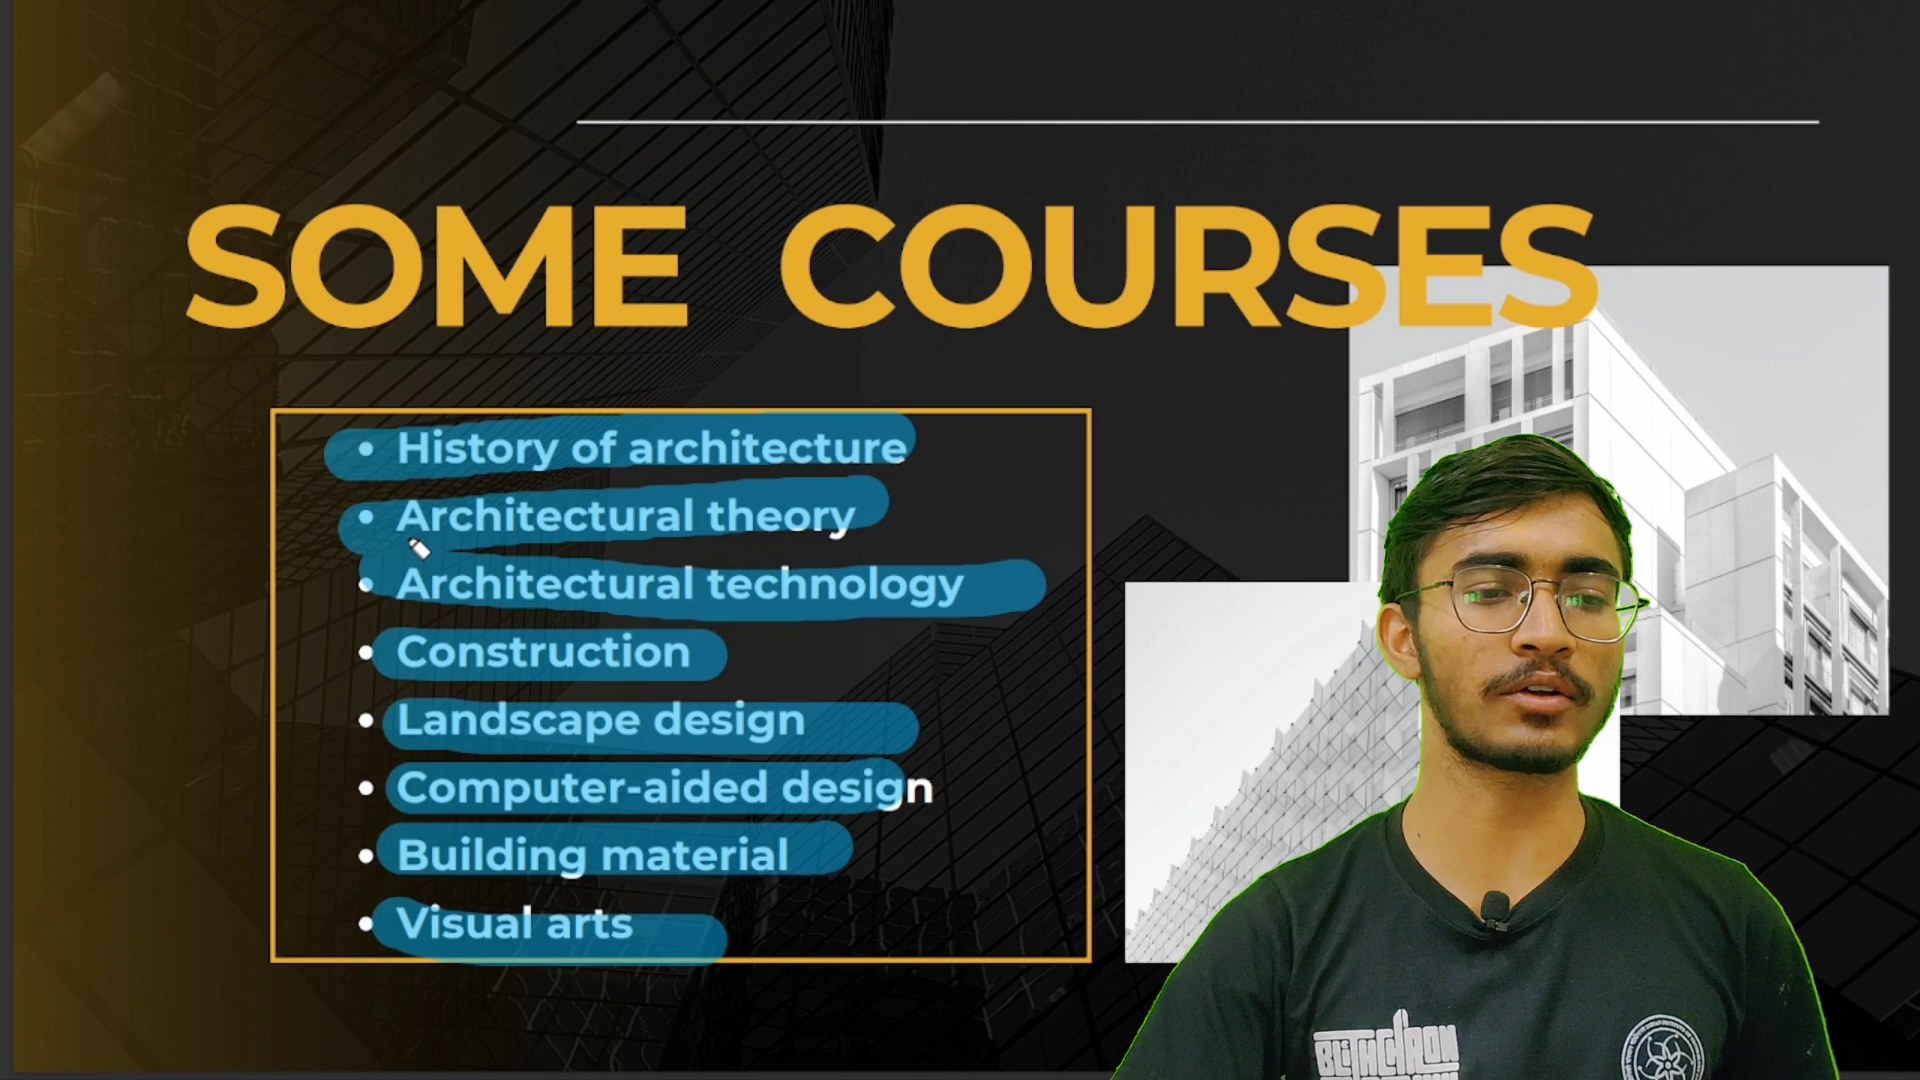 SOME COURSES
• History of architecture
• Architectural theory
• Architectural technology
• Construction
• Landscape design
• Computer-aided design
• Building material
• Visual arts